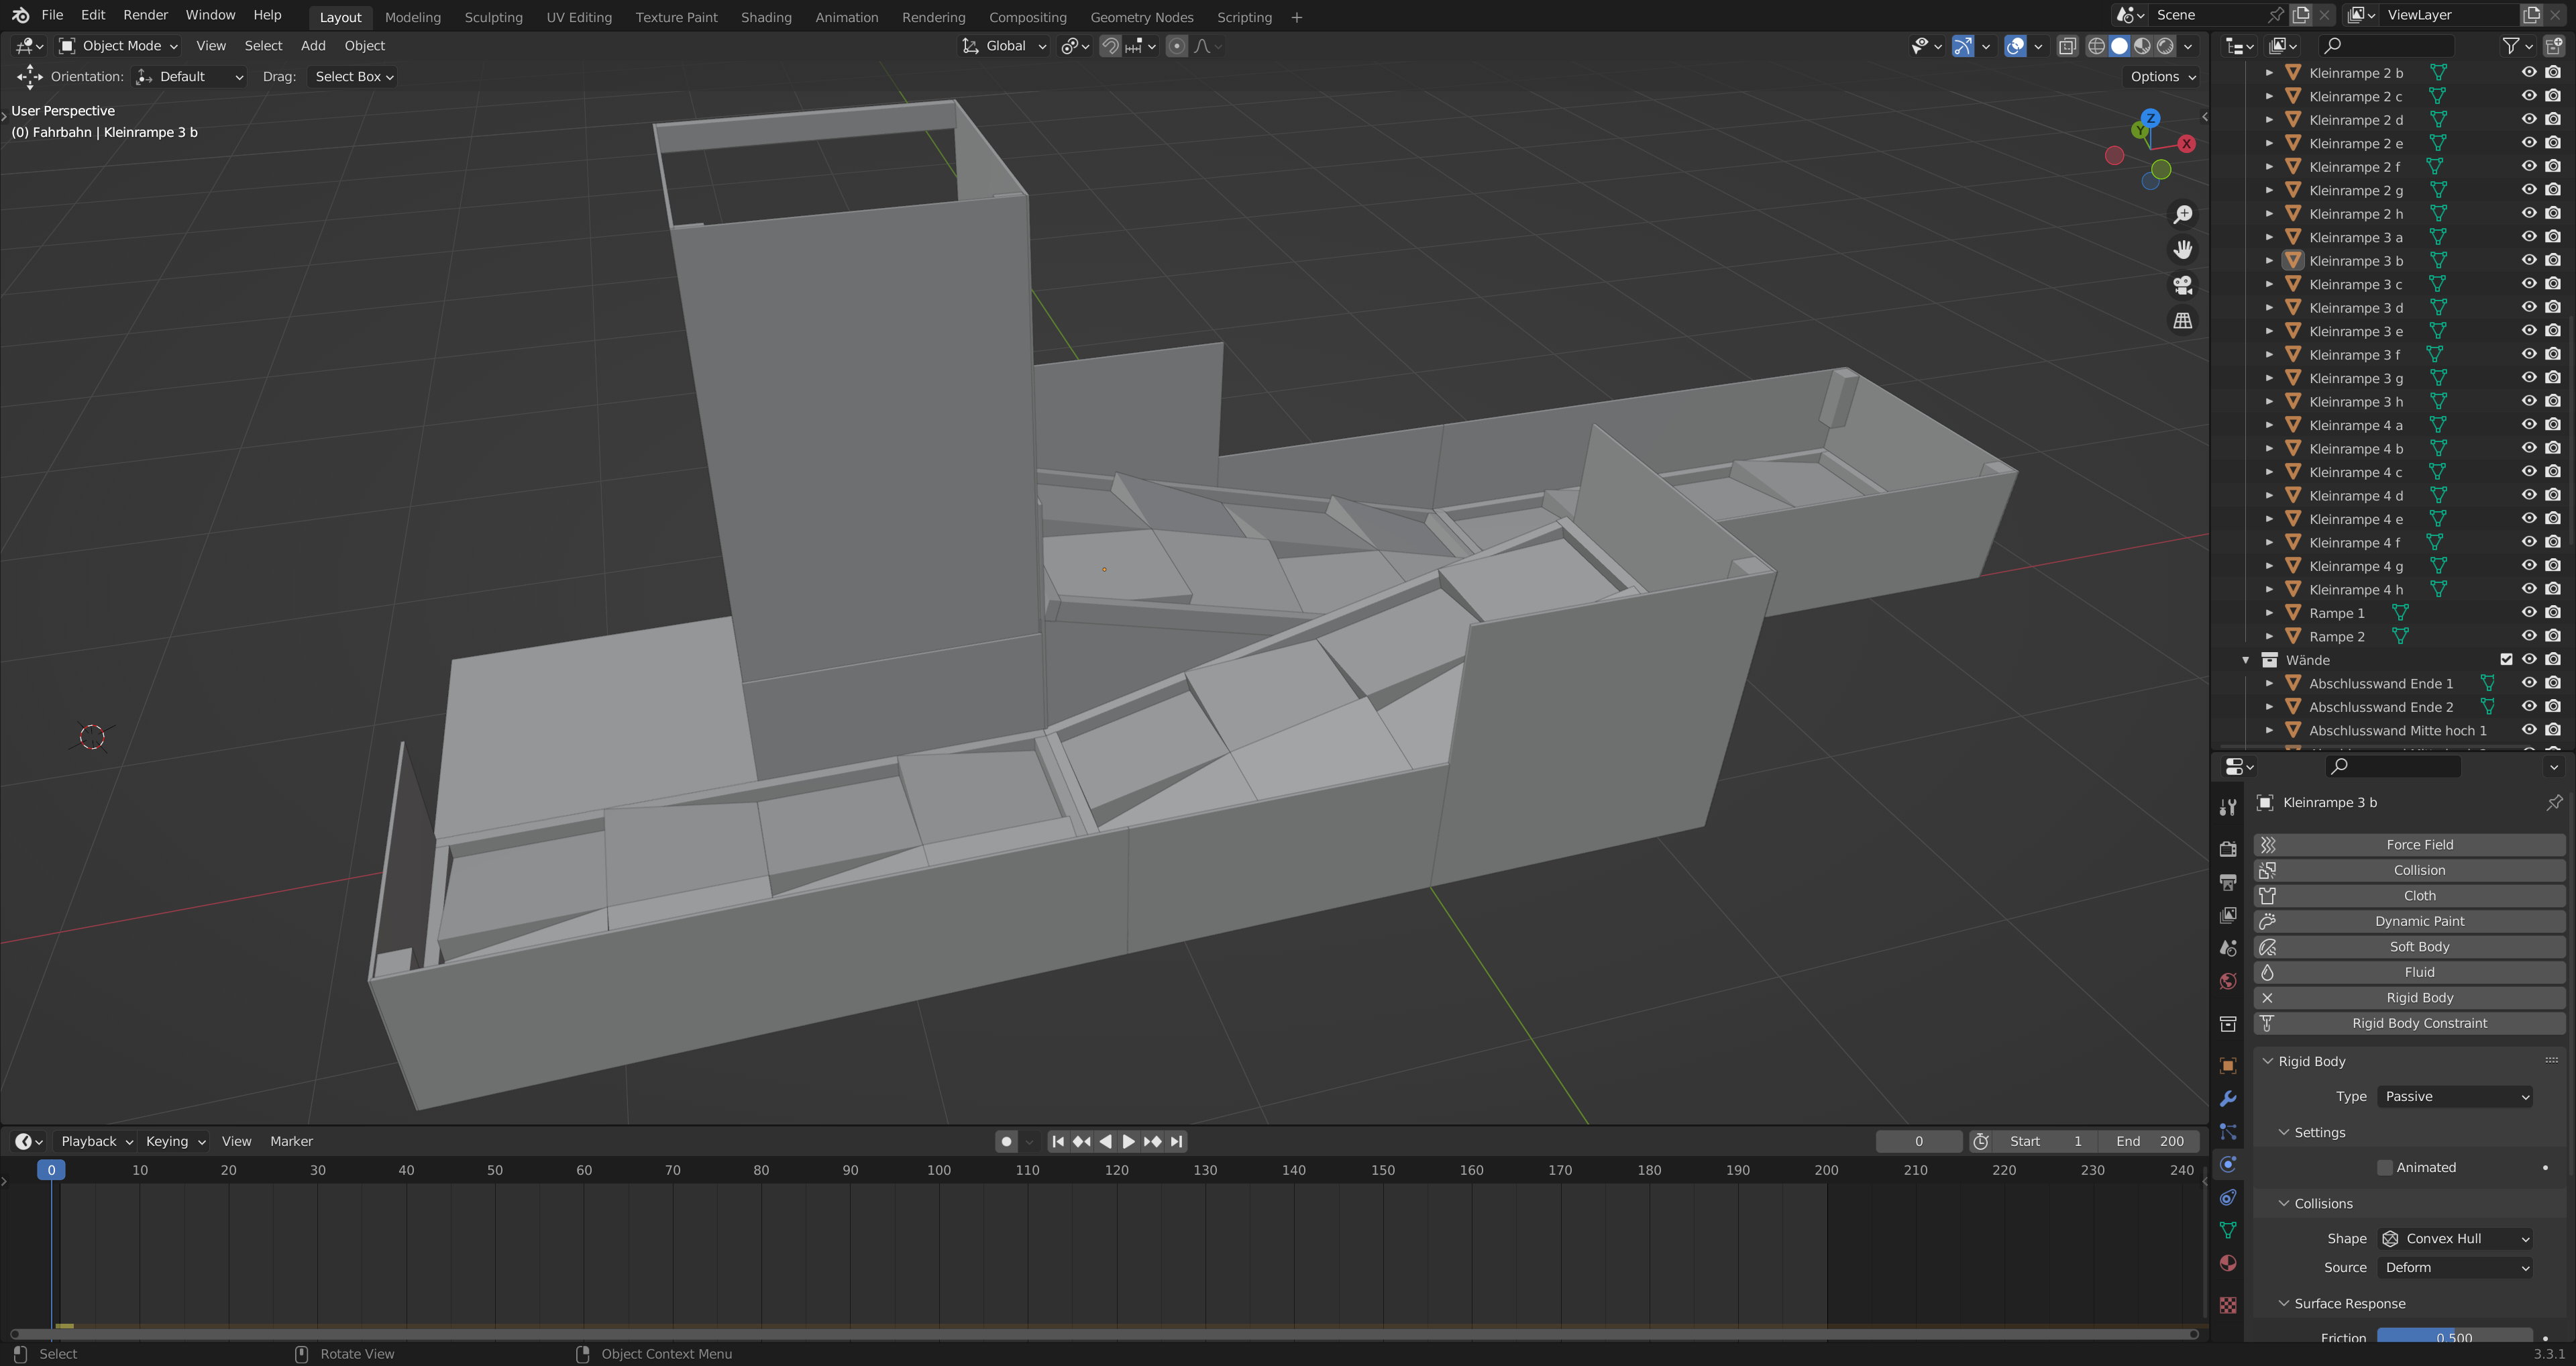 File Edit Render Window Help Layout Modeling Sculpting UV Editing Texture Paint Shading Animation Rendering Compositing Geometry Nodes Scripting + Scene ViewLayer
Object Mode View Select Add Object Global
Orientation: Default Drag: Select Box Options
User Perspective
(0) Fahrbahn | Kleinrampe 3 b
Z
Y
X
Kleinrampe 2 b
Kleinrampe 2 c
Kleinrampe 2 d
Kleinrampe 2 e
Kleinrampe 2 f
Kleinrampe 2 g
Kleinrampe 2 h
Kleinrampe 3 a
Kleinrampe 3 b
Kleinrampe 3 c
Kleinrampe 3 d
Kleinrampe 3 e
Kleinrampe 3 f
Kleinrampe 3 g
Kleinrampe 3 h
Kleinrampe 4 a
Kleinrampe 4 b
Kleinrampe 4 c
Kleinrampe 4 d
Kleinrampe 4 e
Kleinrampe 4 f
Kleinrampe 4 g
Kleinrampe 4 h
Rampe 1
Rampe 2
Wände
Abschlusswand Ende 1
Abschlusswand Ende 2
Abschlusswand Mitte hoch 1
Kleinrampe 3 b
Force Field
Collision
Cloth
Dynamic Paint
Soft Body
Fluid
Rigid Body
Rigid Body Constraint
Rigid Body
Type Passive
Settings
Animated
Collisions
Shape Convex Hull
Source Deform
Surface Response
Friction 0.500
Playback Keying View Marker 0 Start 1 End 200
0 10 20 30 40 50 60 70 80 90 100 110 120 130 140 150 160 170 180 190 200 210 220 230 240
Select Rotate View Object Context Menu 3.3.1